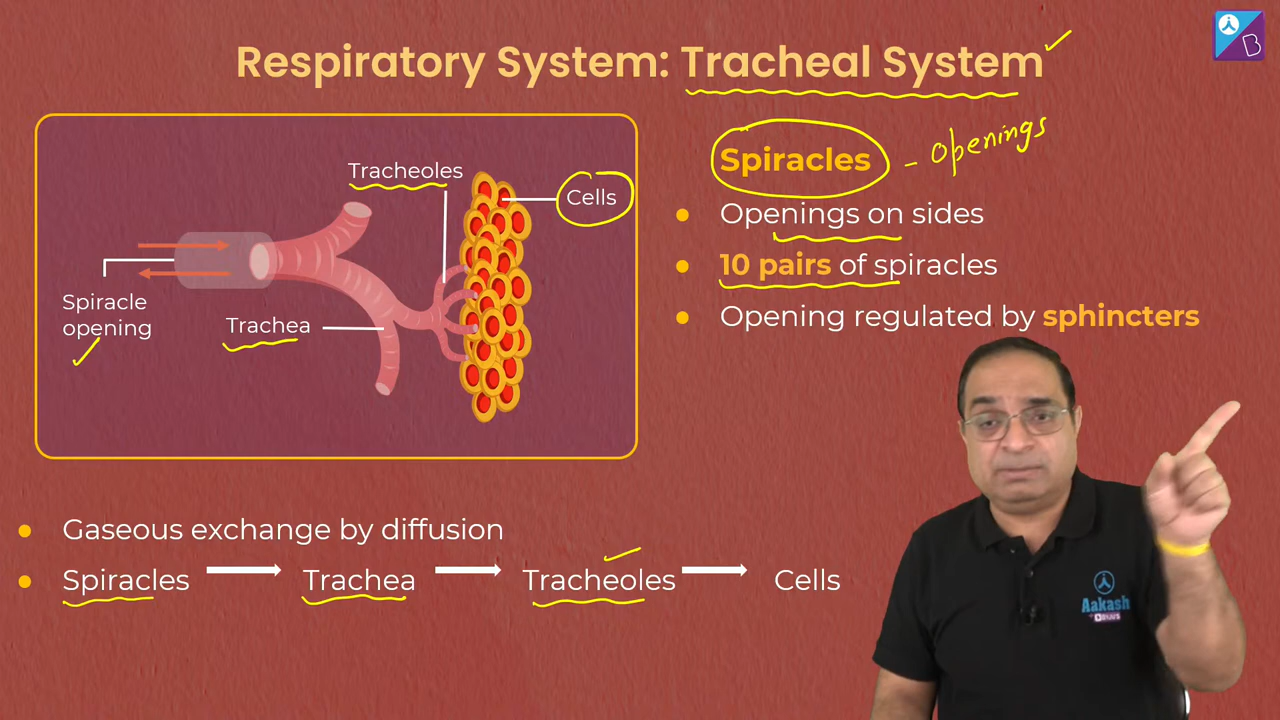 Respiratory System: Tracheal System
B
Tracheoles
Cells
Spiracle
opening
Trachea
Spiracles - openings
Openings on sides
10 pairs of spiracles
Opening regulated by sphincters
Gaseous exchange by diffusion
Spiracles Trachea Tracheoles Cells
Aakash